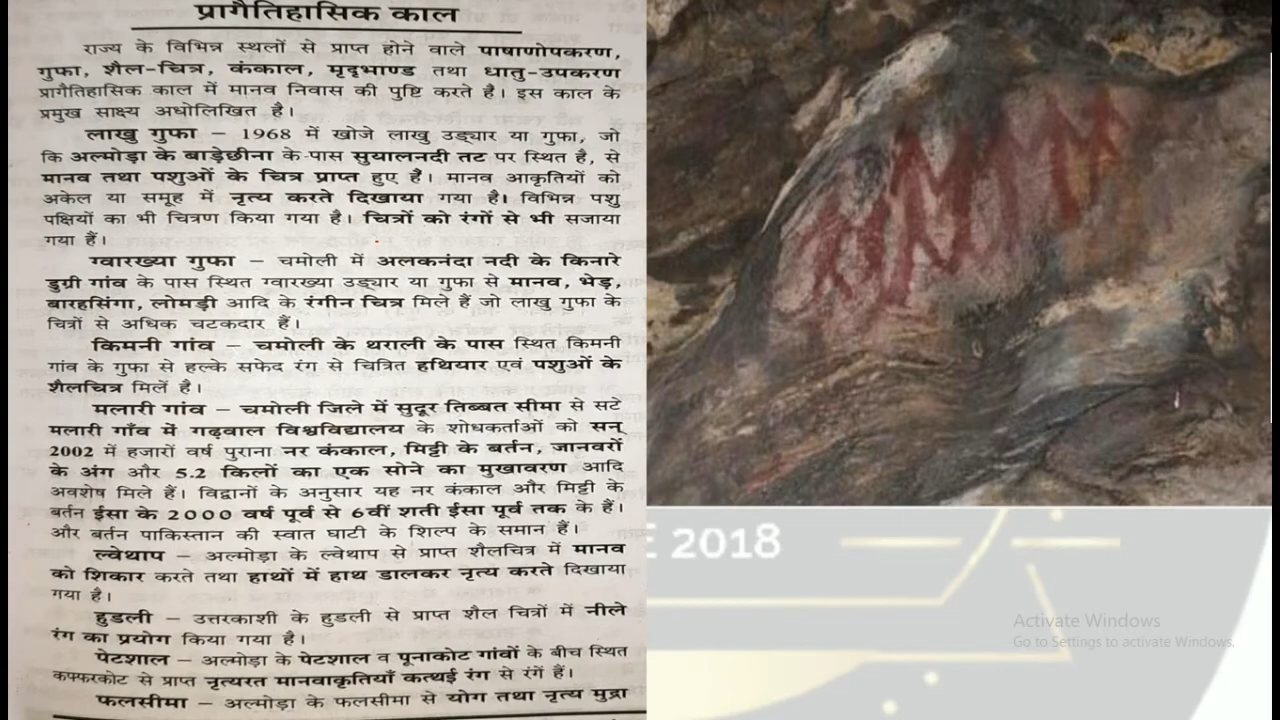 प्रागैतिहासिक काल
राज्य के विभिन्न स्थलों से प्राप्त होने वाले पाषाणोपकरण,
गुफा, शैल-चित्र, कंकाल, मृदृभाण्ड तथा धातु-उपकरण
प्रागैतिहासिक काल में मानव निवास की पुष्टि करते है। इस काल के
प्रमुख साक्ष्य अधोलिखित है।
लाखु गुफा – 1968 में खोजे लाखु उड्यार या गुफा, जो
कि अल्मोड़ा के बाड़ेछीना के पास सुयालनदी तट पर स्थित है, से
मानव तथा पशुओं के चित्र प्राप्त हुए हैं। मानव आकृतियों को
अकेल या समूह में नृत्य करते दिखाया गया है। विभिन्न पशु
पक्षियों का भी चित्रण किया गया है। चित्रों को रंगों से भी सजाया
गया हैं।
ग्वारख्या गुफा – चमोली में अलकनंदा नदी के किनारे
डुग्री गांव के पास स्थित ग्वारख्या उड्यार या गुफा से मानव, भेड़,
बारहसिंगा, लोमड़ी आदि के रंगीन चित्र मिले हैं जो लाखु गुफा के
चित्रों से अधिक चटकदार हैं।
किमनी गांव – चमोली के थराली के पास स्थित किमनी
गांव के गुफा से हल्के सफेद रंग से चित्रित हथियार एवं पशुओं के
शैलचित्र मिलें है।
मलारी गांव – चमोली जिले में सुदूर तिब्बत सीमा से सटे
मलारी गाँव में गढ़वाल विश्वविद्यालय के शोधकर्ताओं को सन्
2002 में हजारों वर्ष पुराना नर कंकाल, मिट्टी के बर्तन, जानवरों
के अंग और 5.2 किलों का एक सोने का मुखावरण आदि
अवशेष मिले हैं। विद्वानों के अनुसार यह नर कंकाल और मिट्टी के
बर्तन ईसा के 2000 वर्ष पूर्व से 6वीं शती ईसा पूर्व तक के हैं।
और बर्तन पाकिस्तान की स्वात घाटी के शिल्प के समान हैं।
ल्वेथाप – अल्मोड़ा के ल्वेथाप से प्राप्त शैलचित्र में मानव
को शिकार करते तथा हाथों में हाथ डालकर नृत्य करते दिखाया
गया है।
हुडली – उत्तरकाशी के हुडली से प्राप्त शैल चित्रों में नीले
रंग का प्रयोग किया गया है।
पेटशाल – अल्मोड़ा के पेटशाल व पूनाकोट गांवों के बीच स्थित
कफ्फरकोट से प्राप्त नृत्यरत मानवाकृतियाँ कत्थई रंग से रंगें हैं।
फलसीमा – अल्मोड़ा के फलसीमा से योग तथा नृत्य मुद्रा
E 2018
Activate Windows
Go to Settings to activate Windows.